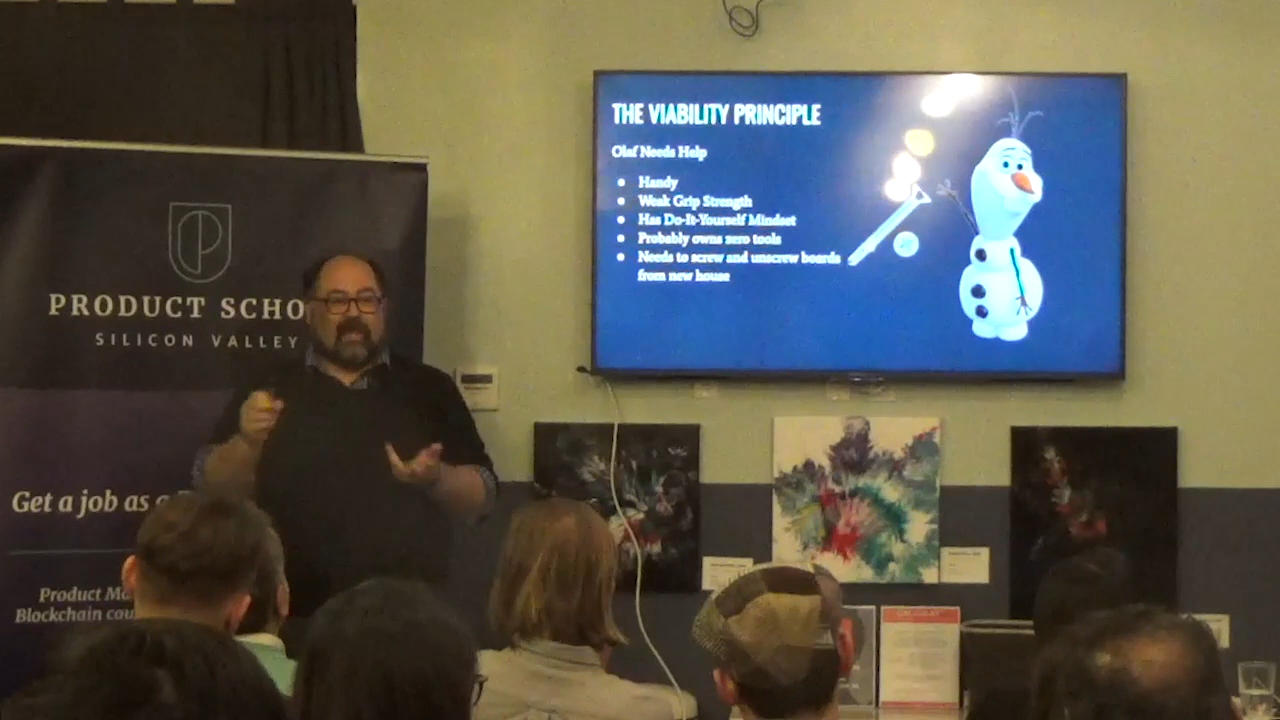 THE VIABILITY PRINCIPLE
Olaf Needs Help
Handy
Weak Grip Strength
Has Do-It-Yourself Mindset
Probably owns zero tools
Needs to screw and unscrew boards
from new house
PRODUCT SCHO
SILICON VALLEY
Get a job as a
Product Ma
Blockchain cou